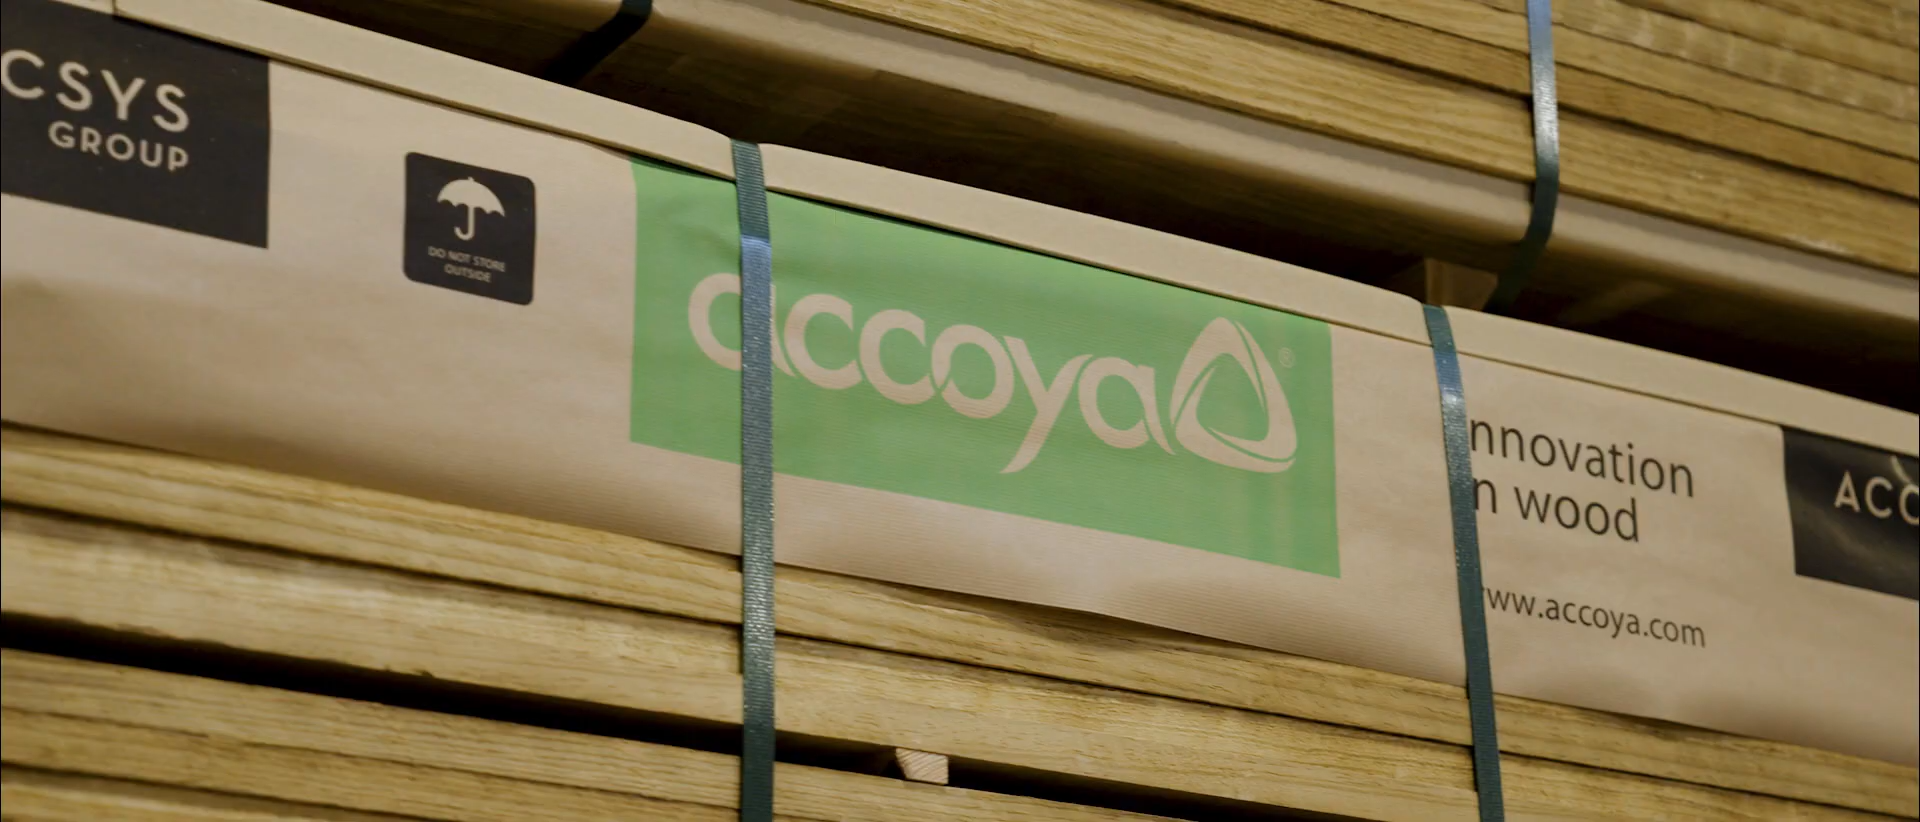 CSYS
GROUP
DO NOT STORE
OUTSIDE
accoya®
nnovation
n wood
www.accoya.com
ACC